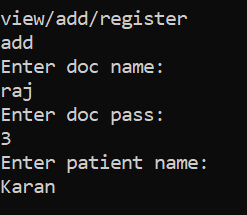 view/add/register
add
Enter doc name:
raj
Enter doc pass:
3
Enter patient name:
Karan